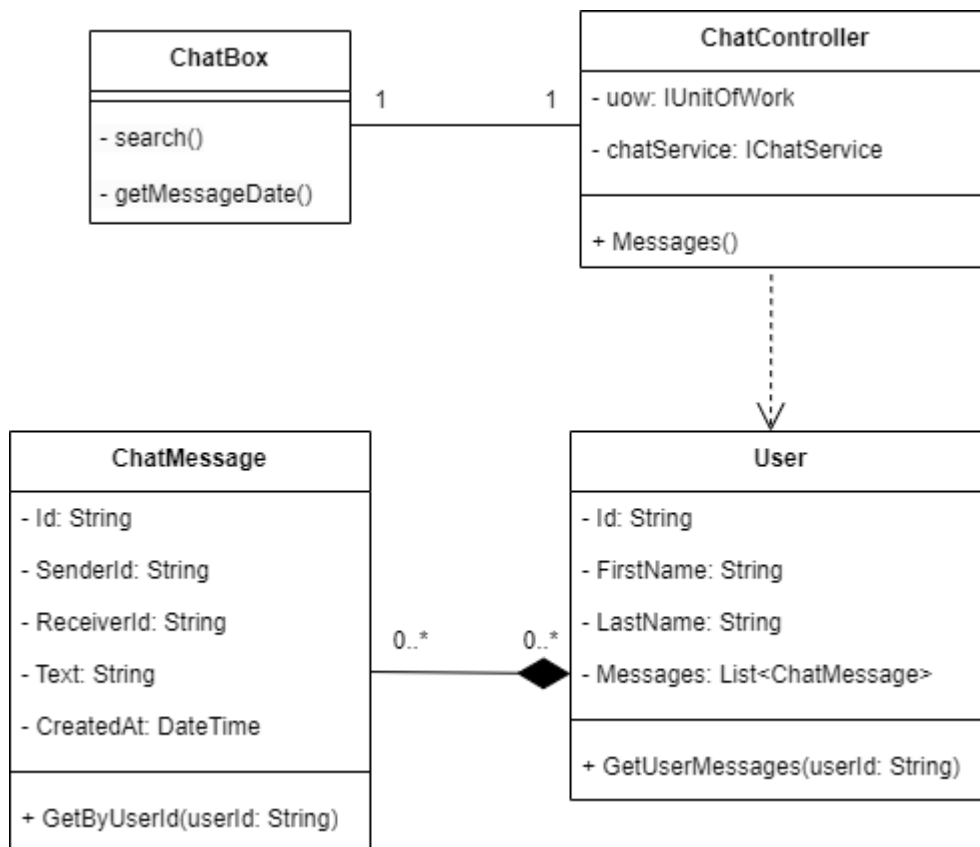 ChatBox
- search()
- getMessageDate()
1
1
ChatController
- uow: IUnitOfWork
- chatService: IChatService
+ Messages()
ChatMessage
- Id: String
- SenderId: String
- ReceiverId: String
- Text: String
- CreatedAt: DateTime
+ GetByUserId(userId: String)
0..*
0..*
User
- Id: String
- FirstName: String
- LastName: String
- Messages: List<ChatMessage>
+ GetUserMessages(userId: String)